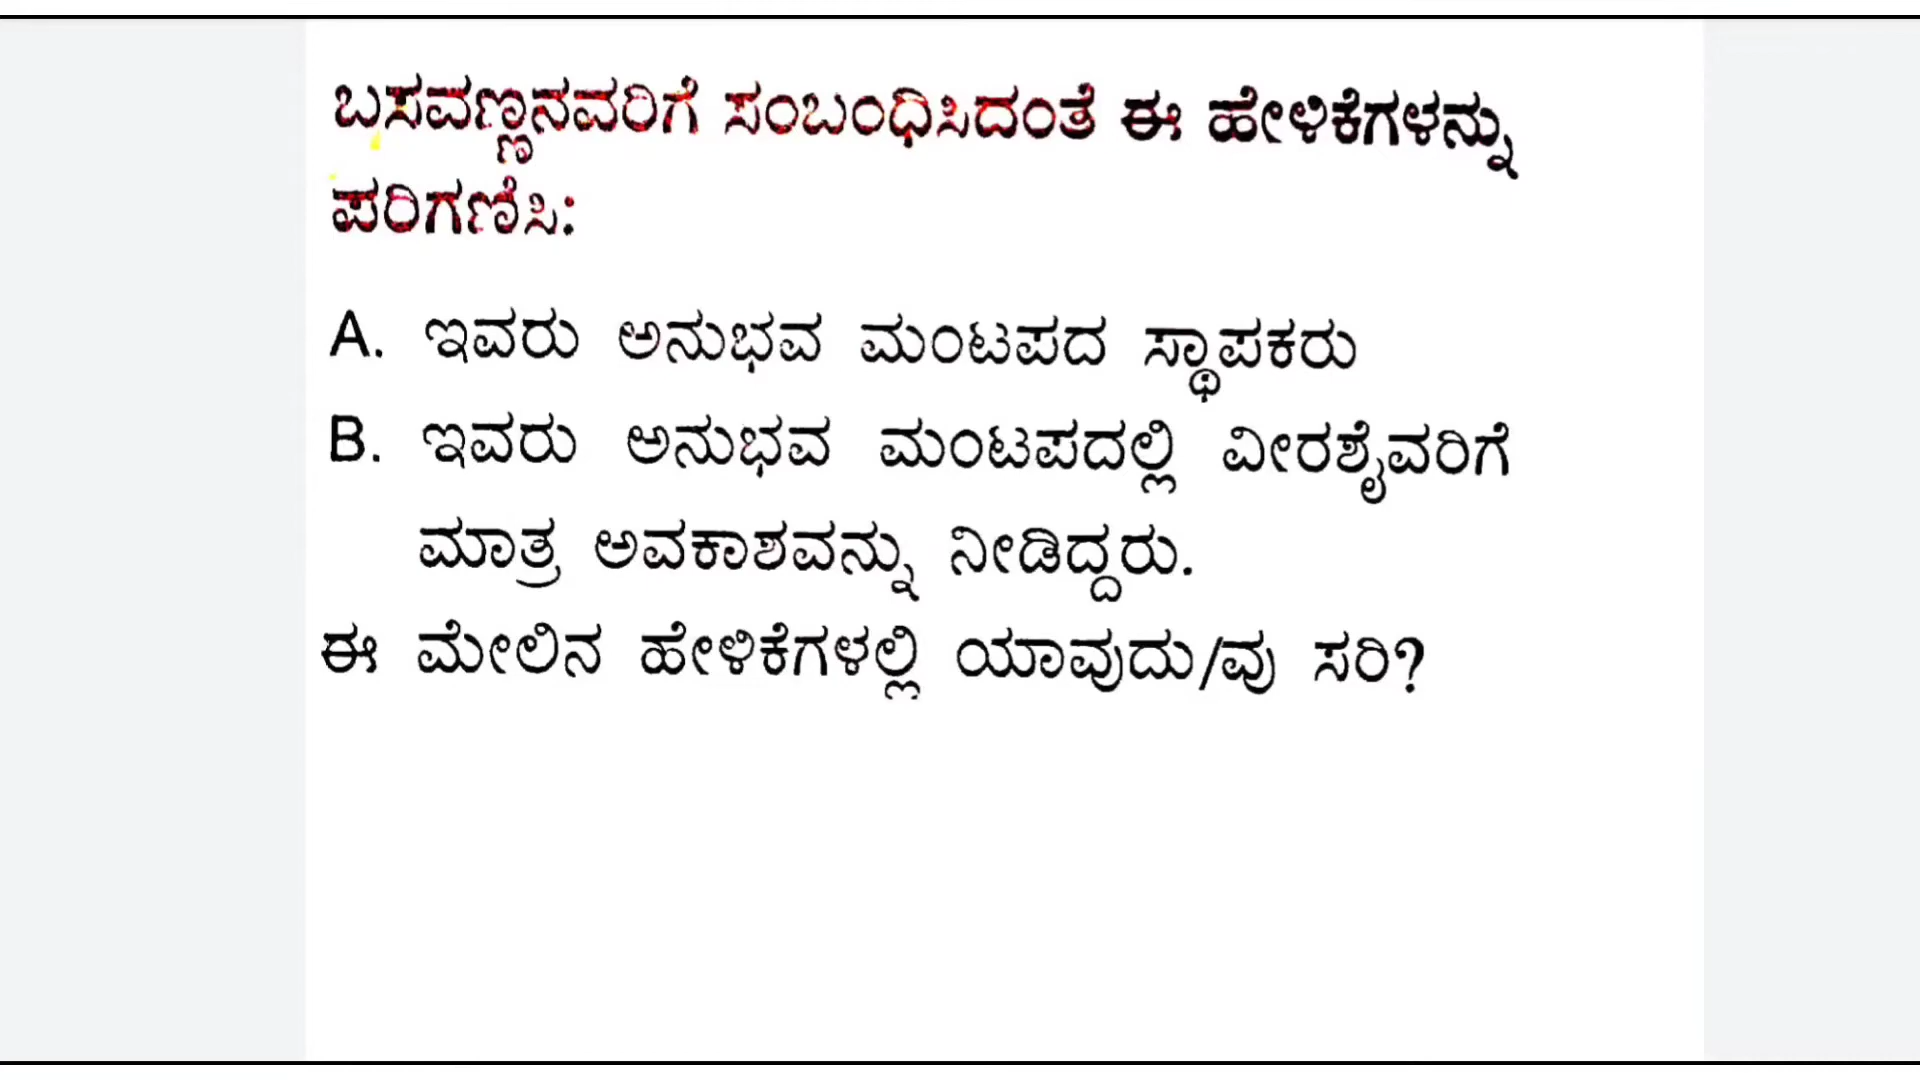 ಬಸವಣ್ಣನವರಿಗೆ ಸಂಬಂಧಿಸಿದಂತೆ ಈ ಹೇಳಿಕೆಗಳನ್ನು
ಪರಿಗಣಿಸಿ:
A. ಇವರು ಅನುಭವ ಮಂಟಪದ ಸ್ಥಾಪಕರು
B. ಇವರು ಅನುಭವ ಮಂಟಪದಲ್ಲಿ ವೀರಶೈವರಿಗೆ
ಮಾತ್ರ ಅವಕಾಶವನ್ನು ನೀಡಿದ್ದರು.
ಈ ಮೇಲಿನ ಹೇಳಿಕೆಗಳಲ್ಲಿ ಯಾವುದು/ವು ಸರಿ?